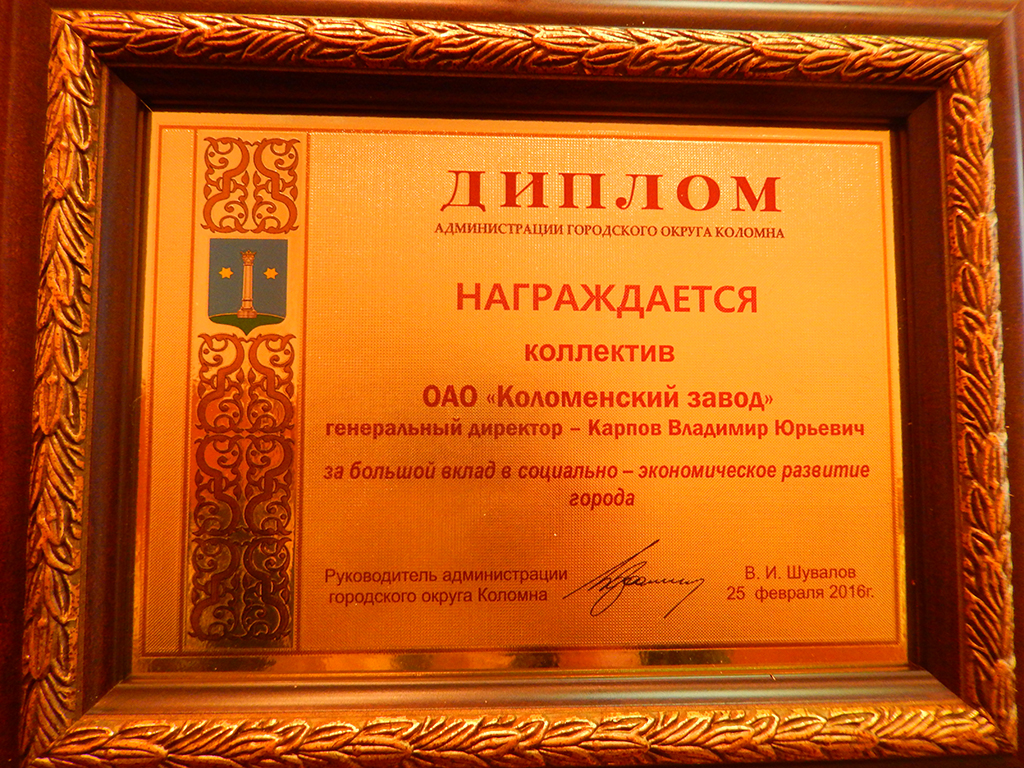 ДИПЛОМ
АДМИНИСТРАЦИИ ГОРОДСКОГО ОКРУГА КОЛОМНА
НАГРАЖДАЕТСЯ
коллектив
ОАО «Коломенский завод»
генеральный директор – Карпов Владимир Юрьевич
за большой вклад в социально – экономическое развитие
города
Руководитель администрации
городского округа Коломна
В. И. Шувалов
25 февраля 2016г.